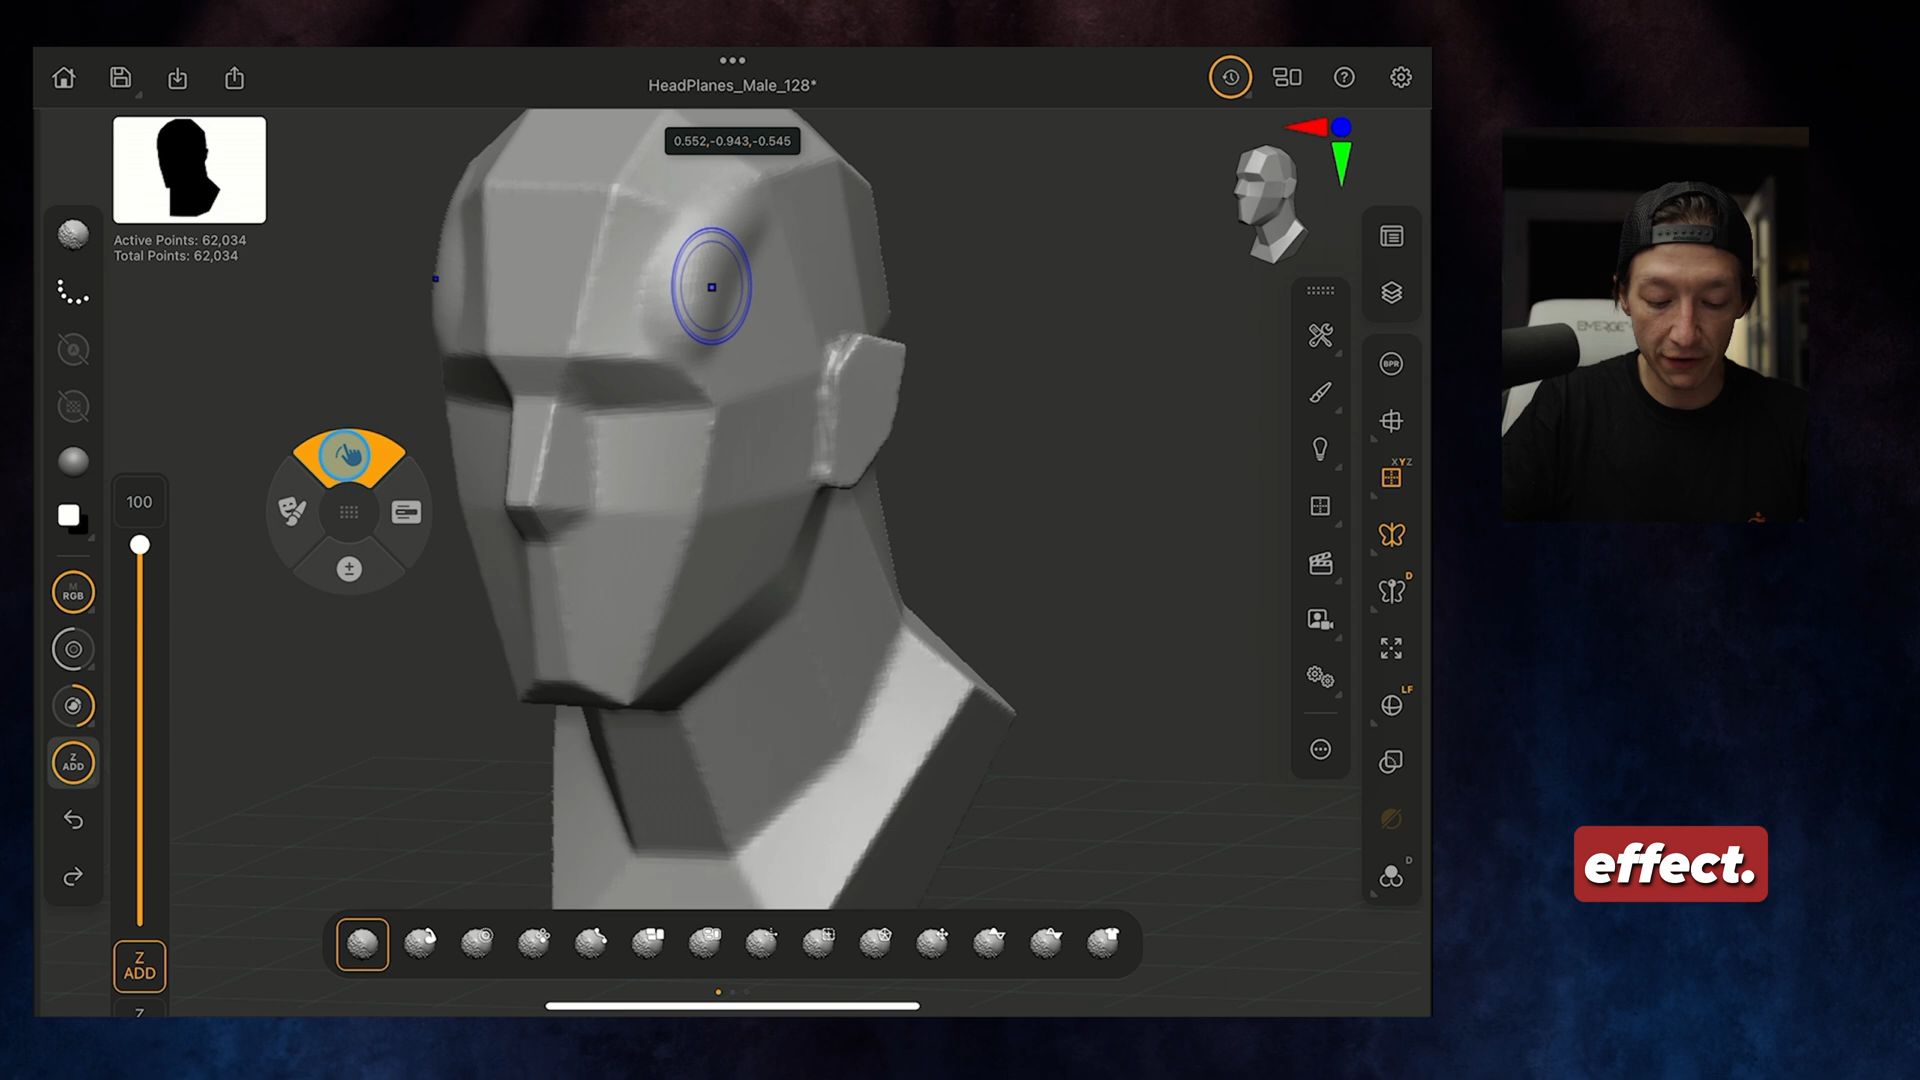 HeadPlanes_Male_128*
0.552,-0.943,-0.545
Active Points: 62,034
Total Points: 62,034
100
M
RGB
Z
ADD
Z
ADD
Z
BPR
XYZ
D
LF
D
effect.